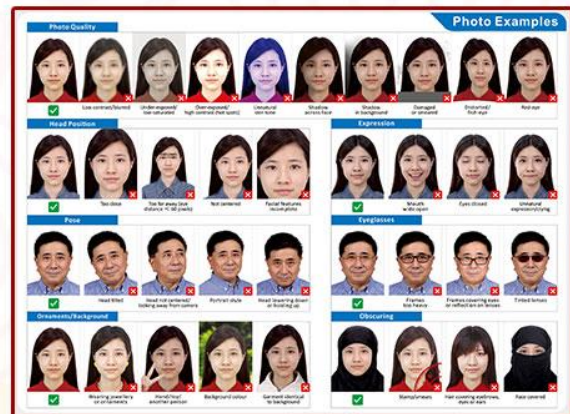 Photo Examples
Photo Quality
Low contrast/blurred
Under-exposed/
low-saturated
Over-exposed/
high contrast (hot spots)
Unnatural
skin tone
Shadow
across face
Shadow
in background
Damaged
or smeared
Distorted/
fish eye
Red eye
Head Position
Too close
Too far away (eye
distance < 60 pixels)
Not centered
Facial features
incomplete
Expression
Mouth
wide open
Eyes closed
Unnatural
expression/crying
Pose
Head tilted
Head not centered/
looking away from camera
Portrait style
Head lowering down
or holding up
Eyeglasses
Frames
too heavy
Frames covering eyes
or reflection on lenses
Tinted lenses
Ornaments/Background
Wearing jewellery
or ornaments
Hand/toy/
another person
Background colour
Garment identical
to background
Obscuring
Stamp/creases
Hair covering eyebrows,
eyes or ears
Face covered